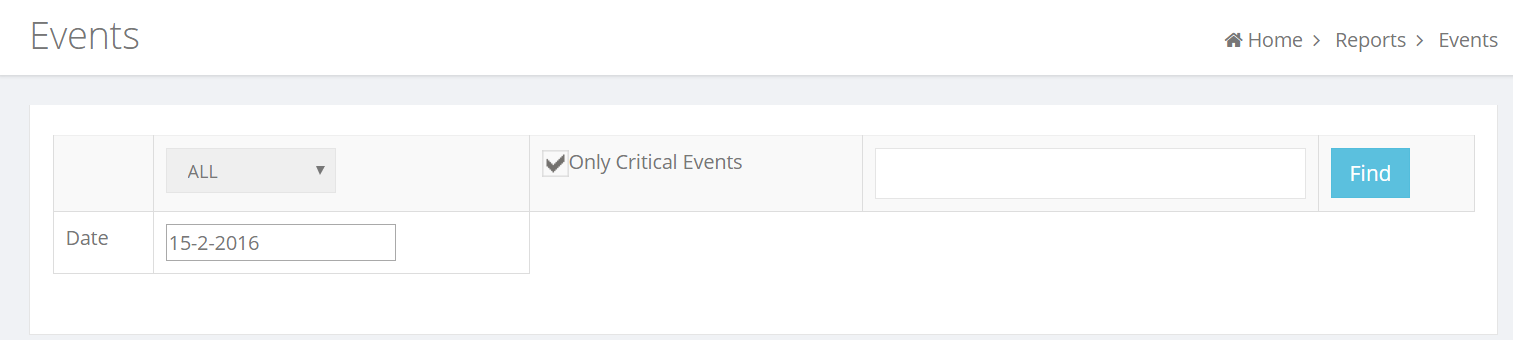 Events
Home > Reports > Events
ALL
Only Critical Events
Find
Date
15-2-2016